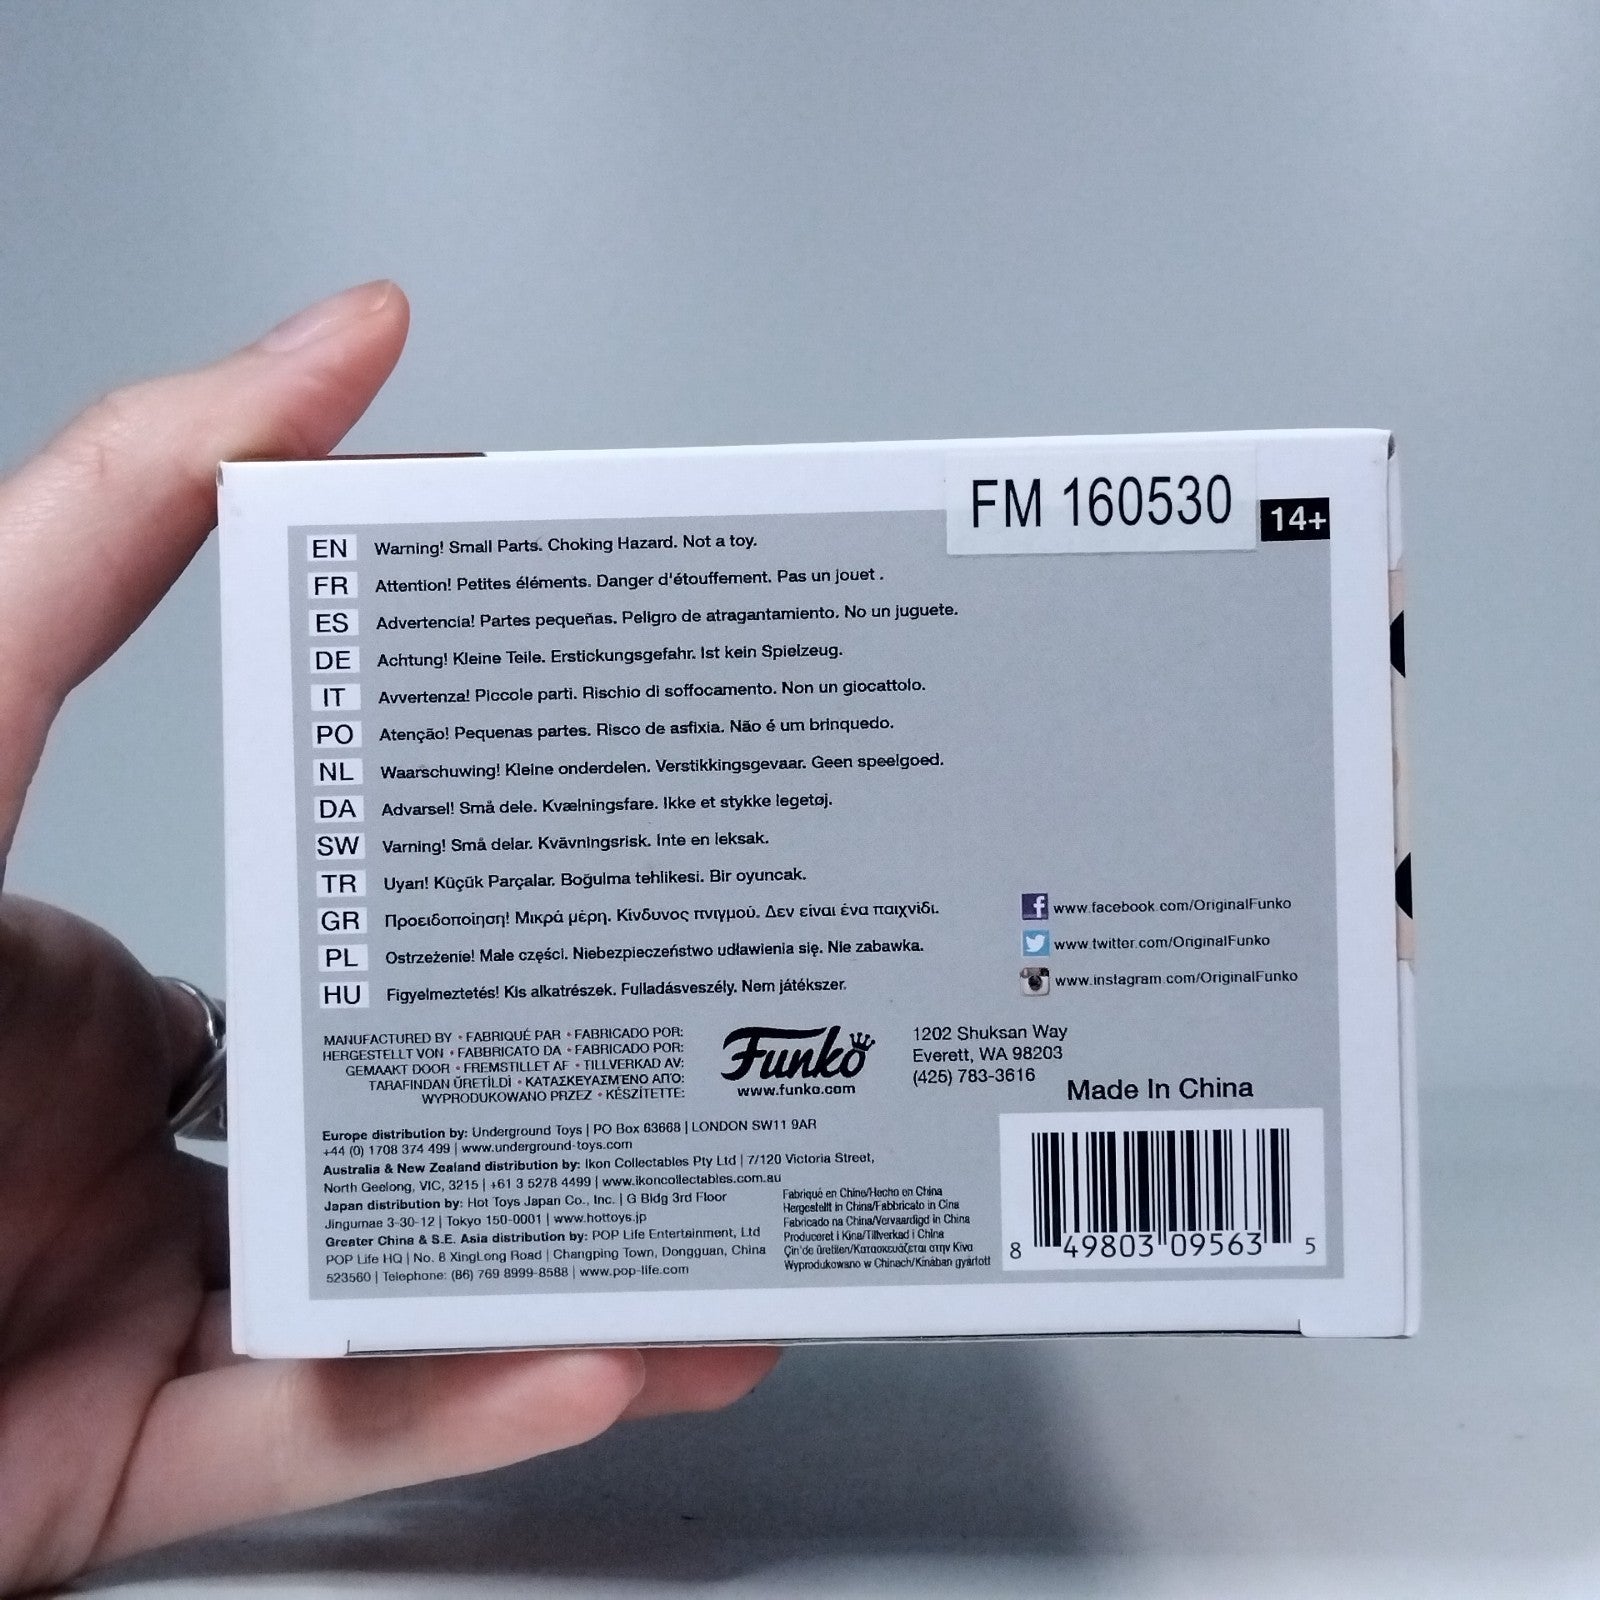 FM 160530
14+
EN Warning! Small Parts. Choking Hazard. Not a toy.
FR Attention! Petites éléments. Danger d'étouffement. Pas un jouet .
ES Advertencia! Partes pequeñas. Peligro de atragantamiento. No un juguete.
DE Achtung! Kleine Teile. Erstickungsgefahr. Ist kein Spielzeug.
IT Avvertenza! Piccole parti. Rischio di soffocamento. Non un giocattolo.
PO Atenção! Pequenas partes. Risco de asfixia. Não é um brinquedo.
NL Waarschuwing! Kleine onderdelen. Verstikkingsgevaar. Geen speelgoed.
DA Advarsel! Små dele. Kvælningsfare. Ikke et stykke legetøj.
SW Varning! Små delar. Kvävningsrisk. Inte en leksak.
TR Uyarı! Küçük Parçalar. Boğulma tehlikesi. Bir oyuncak.
GR Προειδοποίηση! Μικρά μέρη. Κίνδυνος πνιγμού. Δεν είναι ένα παιχνίδι.
PL Ostrzeżenie! Małe części. Niebezpieczeństwo udławienia się. Nie zabawka.
HU Figyelmeztetés! Kis alkatrészek. Fulladásveszély. Nem játékszer.
www.facebook.com/OriginalFunko
www.twitter.com/OriginalFunko
www.instagram.com/OriginalFunko
MANUFACTURED BY • FABRIQUÉ PAR • FABRICADO POR:
HERGESTELLT VON • FABBRICATO DA • FABRICADO POR:
GEMAAKT DOOR • FREMSTILLET AF • TILLVERKAD AV:
TARAFINDAN ÜRETİLDİ • ΚΑΤΑΣΚΕΥΑΣΜΈΝΟ ΑΠΌ:
WYPRODUKOWANO PRZEZ • KÉSZÍTETTE:
Funko
www.funko.com
1202 Shuksan Way
Everett, WA 98203
(425) 783-3616
Made In China
Europe distribution by: Underground Toys | PO Box 63668 | LONDON SW11 9AR
+44 (0) 1708 374 499 | www.underground-toys.com
Australia & New Zealand distribution by: Ikon Collectables Pty Ltd | 7/120 Victoria Street,
North Geelong, VIC, 3215 | +61 3 5278 4499 | www.ikoncollectables.com.au
Japan distribution by: Hot Toys Japan Co., Inc. | G Bldg 3rd Floor
Jingumae 3-30-12 | Tokyo 150-0001 | www.hottoys.jp
Greater China & S.E. Asia distribution by: POP Life Entertainment, Ltd
POP Life HQ | No. 8 XingLong Road | Changping Town, Dongguan, China
523560 | Telephone: (86) 769 8999-8588 | www.pop-life.com
Fabriqué en Chine/Hecho en China
Hergestellt in China/Fabbricato in Cina
Fabricado na China/Vervaardigd in China
Produceret i Kina/Tillverkad i China
Çin'de üretilen/Κατασκευάζεται στην Κίνα
Wyprodukowano w Chinach/Kínában gyártott
8 49803 09563 5